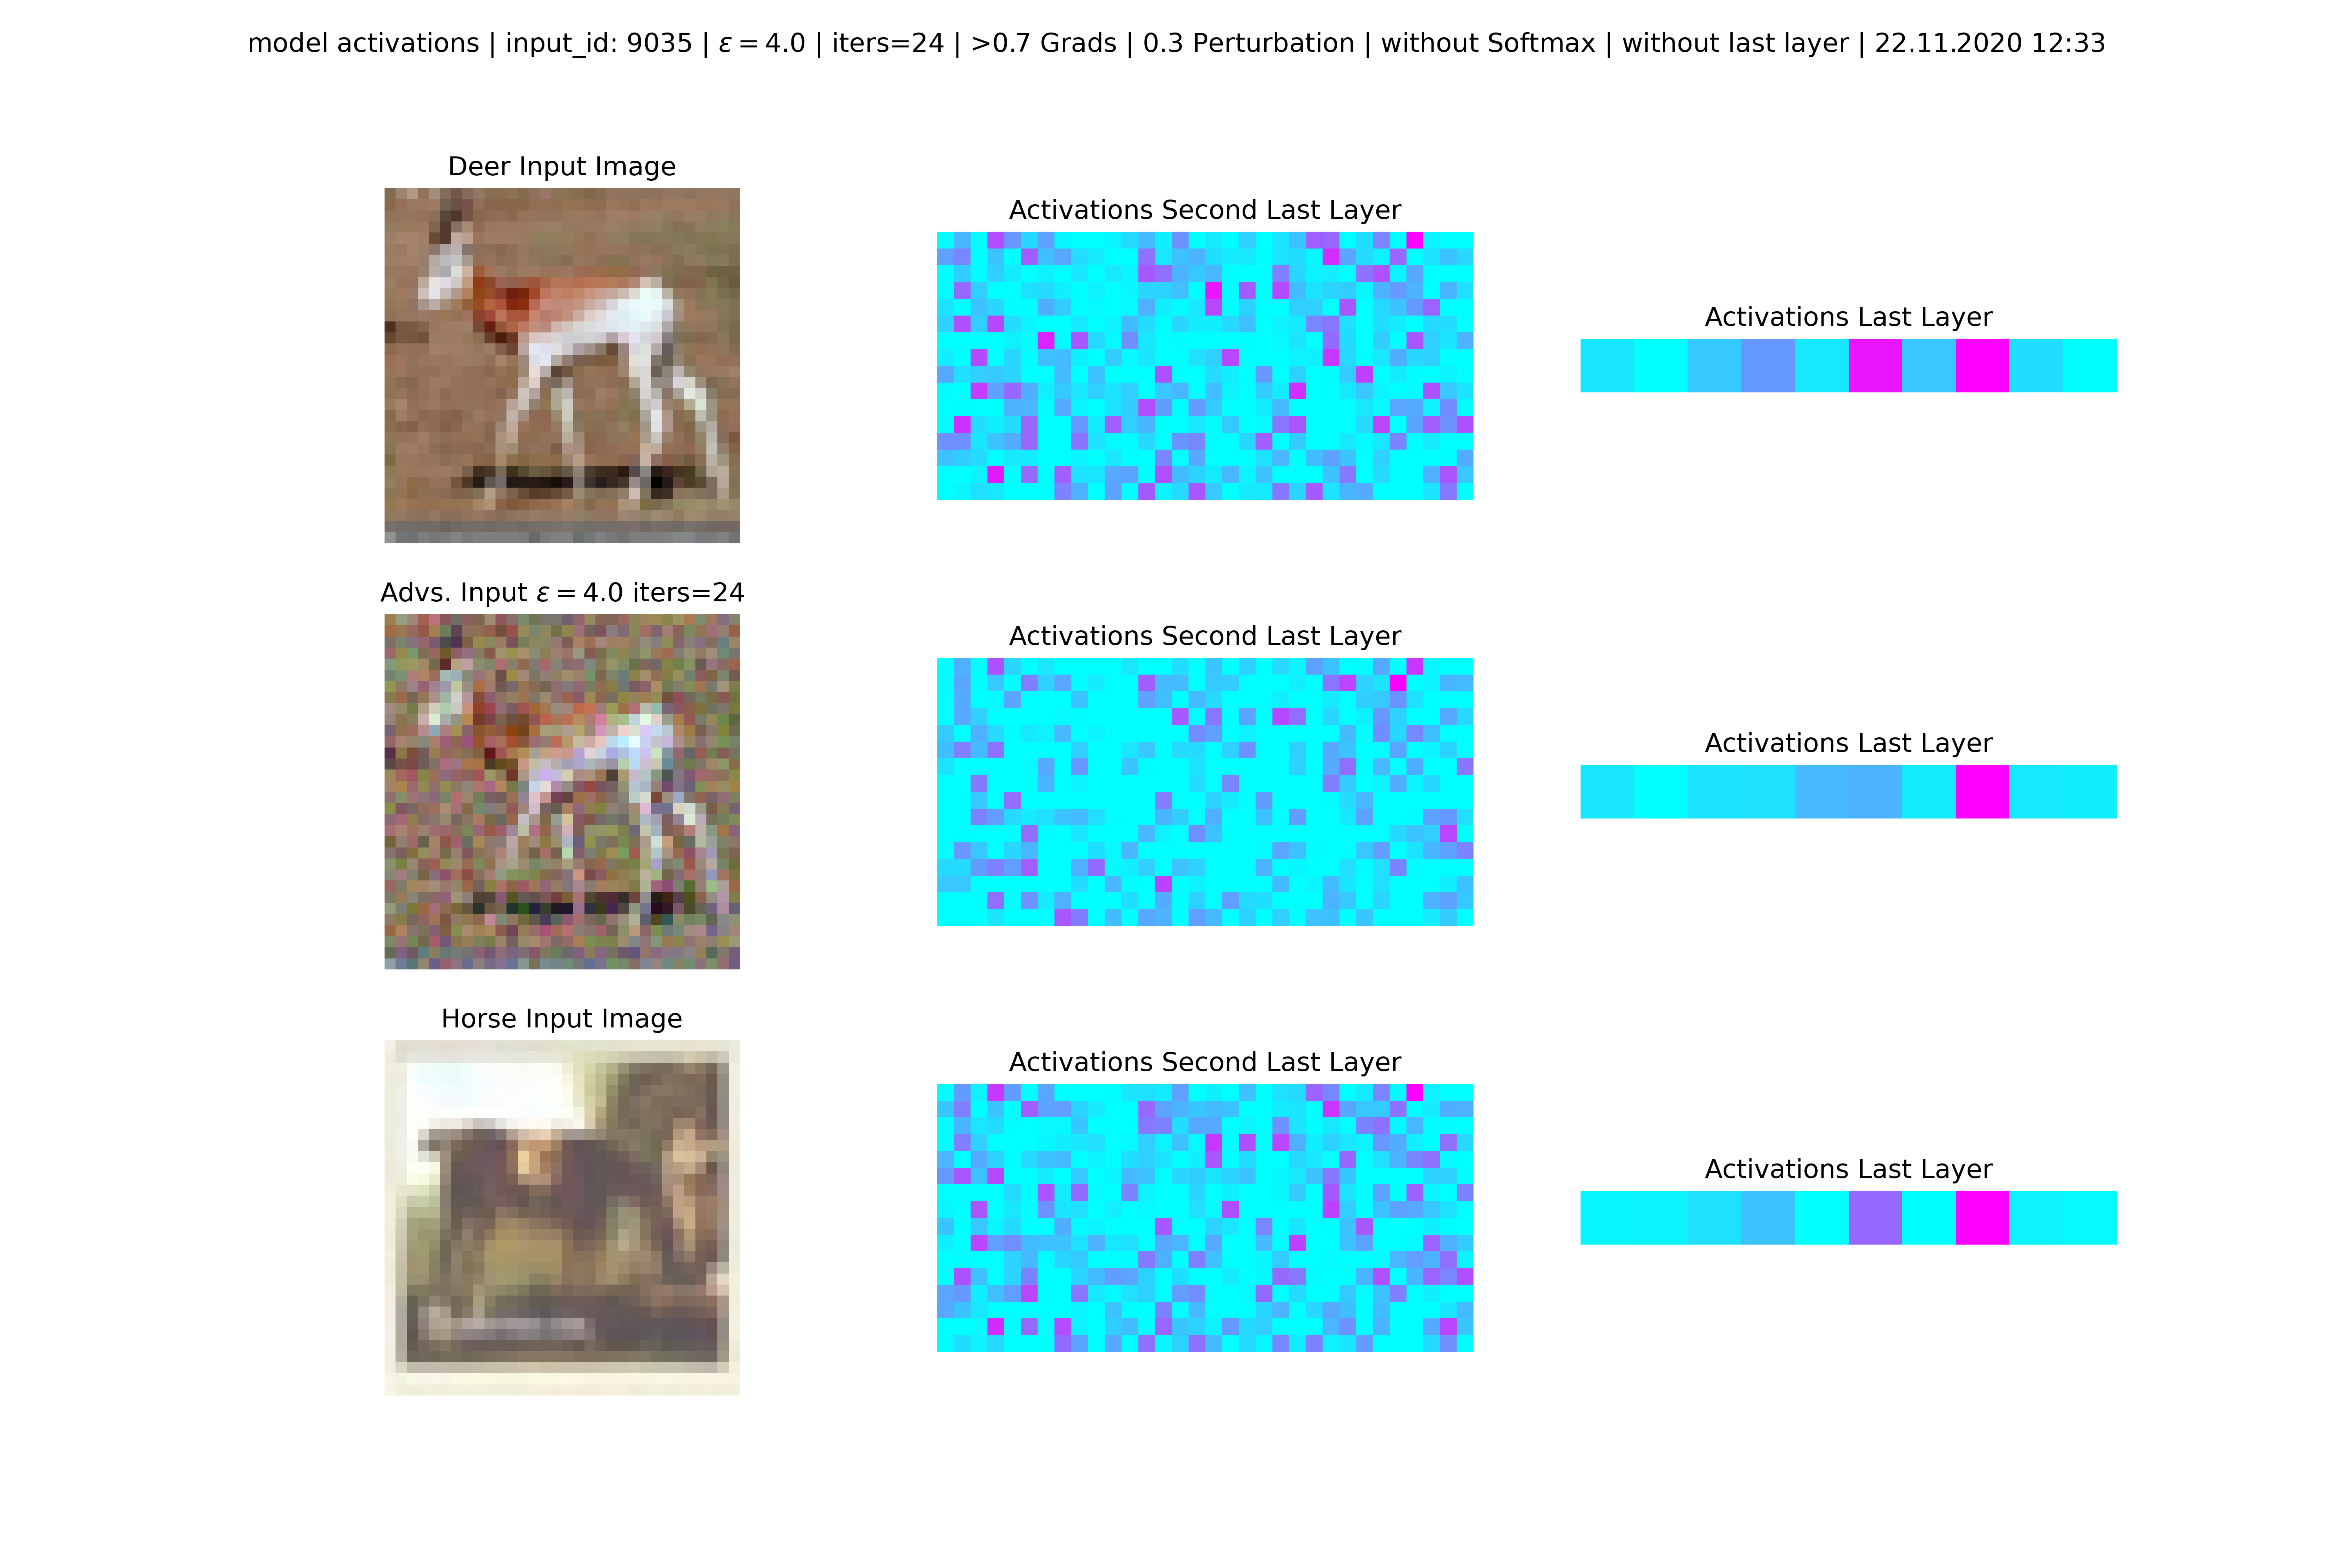 model activations | input_id: 9035 | ε = 4.0 | iters=24 | >0.7 Grads | 0.3 Perturbation | without Softmax | without last layer | 22.11.2020 12:33
Deer Input Image
Activations Second Last Layer
Activations Last Layer
Advs. Input ε = 4.0 iters=24
Activations Second Last Layer
Activations Last Layer
Horse Input Image
Activations Second Last Layer
Activations Last Layer